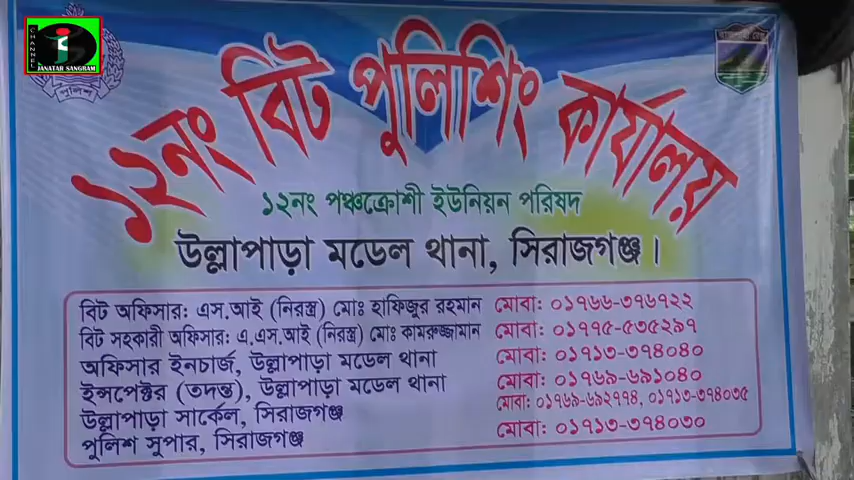 CHANNEL
JANATAR SANGRAM
পুলিশ
১২নং বিট পুলিশিং কার্যালয়
১২নং পঞ্চক্রোশী ইউনিয়ন পরিষদ
উল্লাপাড়া মডেল থানা, সিরাজগঞ্জ।
বিট অফিসার: এস.আই (নিরস্ত্র) মোঃ হাফিজুর রহমান মোবা: ০১৭৬৬-৩৭৬৭২২
বিট সহকারী অফিসার: এ.এস.আই (নিরস্ত্র) মোঃ কামরুজ্জামান মোবা: ০১৭৭৫-৫৩৫২৯৭
অফিসার ইনচার্জ, উল্লাপাড়া মডেল থানা মোবা: ০১৭১৩-৩৭৪০৪০
ইন্সপেক্টর (তদন্ত), উল্লাপাড়া মডেল থানা মোবা: ০১৭৬৯-৬৯১০৪০
উল্লাপাড়া সার্কেল, সিরাজগঞ্জ মোবা: ০১৭৬৯-৬৯২৭৭৪, ০১৭১৩-৩৭৪০৩৫
পুলিশ সুপার, সিরাজগঞ্জ মোবা: ০১৭১৩-৩৭৪০৩০